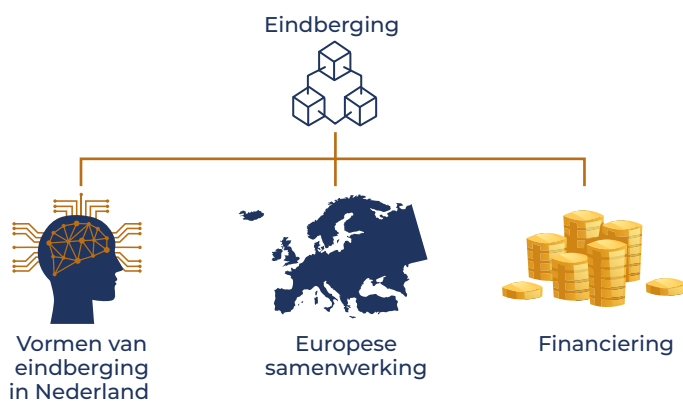 Eindberging
Vormen van
eindberging
in Nederland
Europese
samenwerking
Financiering